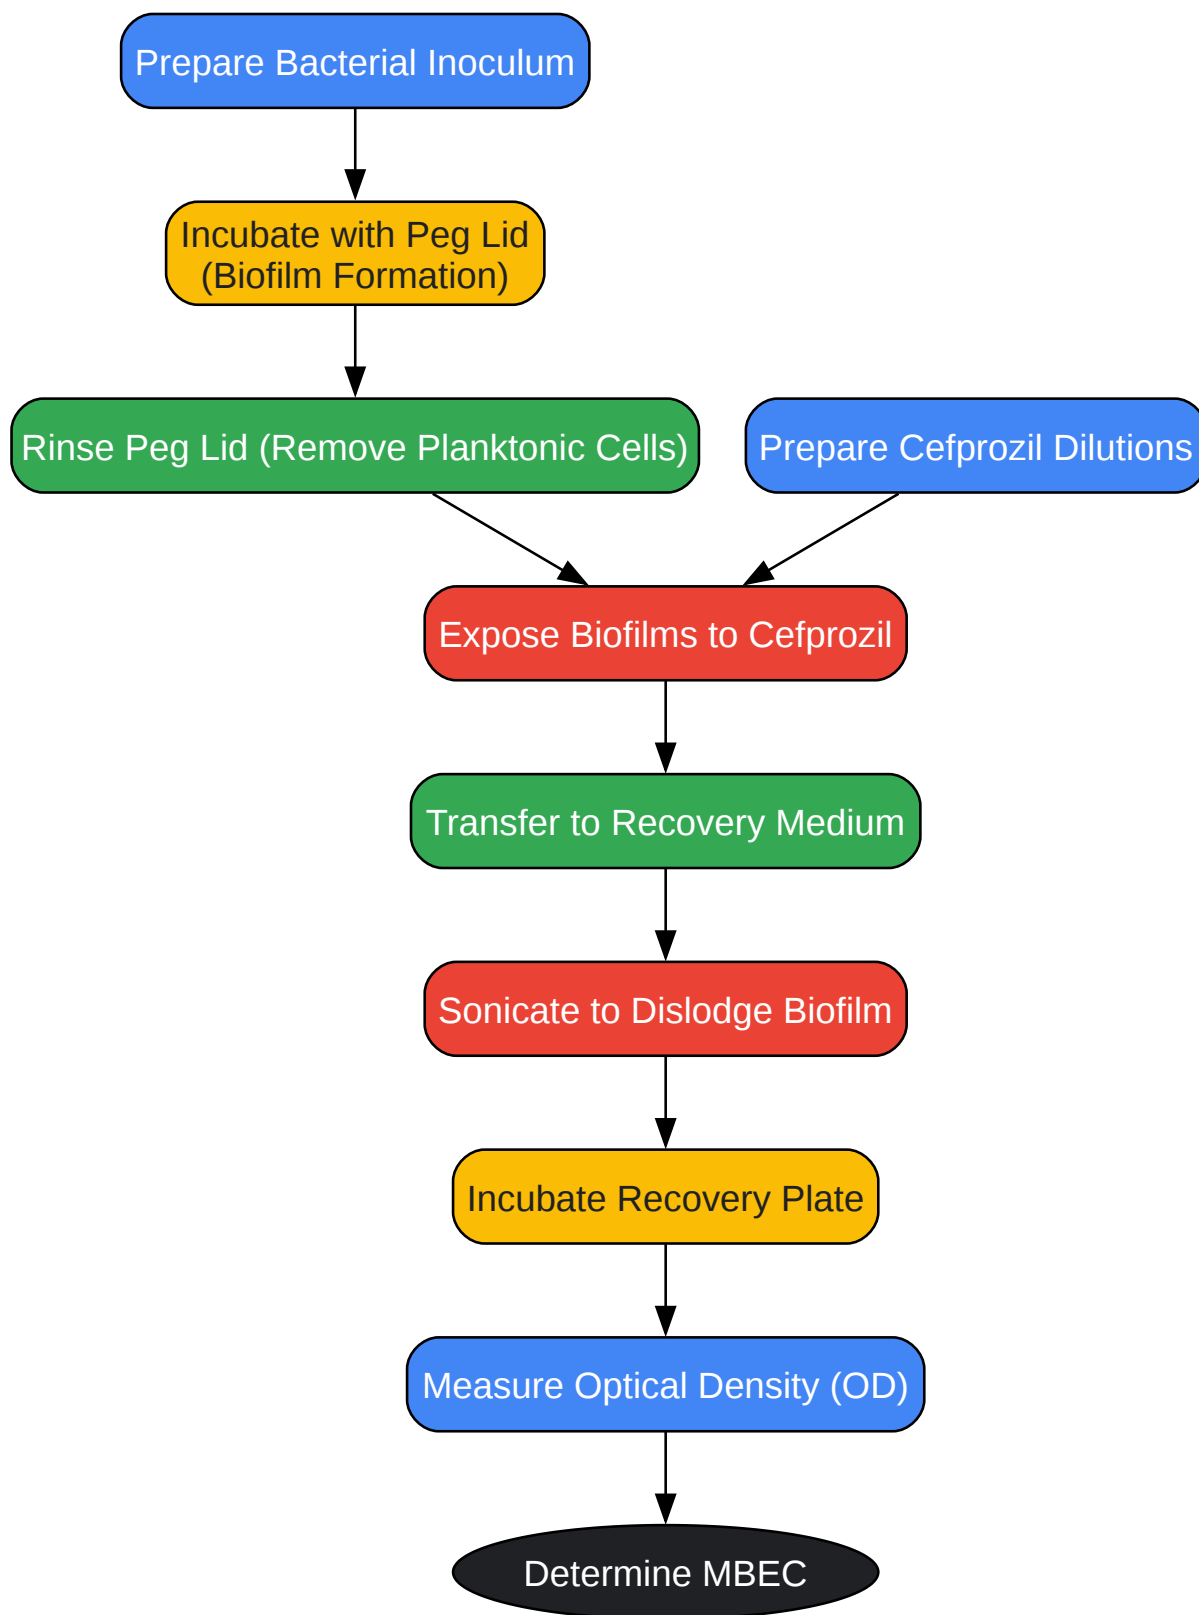 Prepare Bacterial Inoculum
Incubate with Peg Lid
(Biofilm Formation)
Rinse Peg Lid (Remove Planktonic Cells)
Prepare Cefprozil Dilutions
Expose Biofilms to Cefprozil
Transfer to Recovery Medium
Sonicate to Dislodge Biofilm
Incubate Recovery Plate
Measure Optical Density (OD)
Determine MBEC